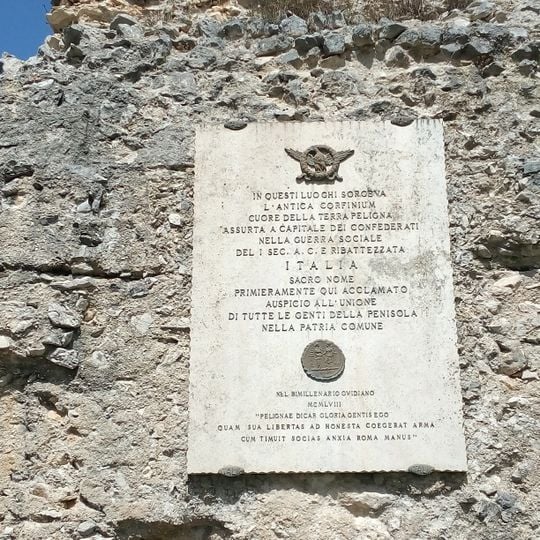 IN QUESTI LUOGHI SORGEVA
L'ANTICA CORFINIUM
CUORE DELLA TERRA PELIGNA
ASSURTA A CAPITALE DEI CONFEDERATI
NELLA GUERRA SOCIALE
DEL I SEC. A.C. E RIBATTEZZATA
ITALIA
SACRO NOME
PRIMIERAMENTE QUI ACCLAMATO
AUSPICIO ALL'UNIONE
DI TUTTE LE GENTI DELLA PENISOLA
NELLA PATRIA COMUNE
NEL BIMILLENARIO OVIDIANO
MCMLVIII
"PELIGNAE DICAR GLORIA GENTIS EGO
QUAM SUA LIBERTAS AD HONESTA COEGERAT ARMA
CUM TIMUIT SOCIAS ANXIA ROMA MANUS"